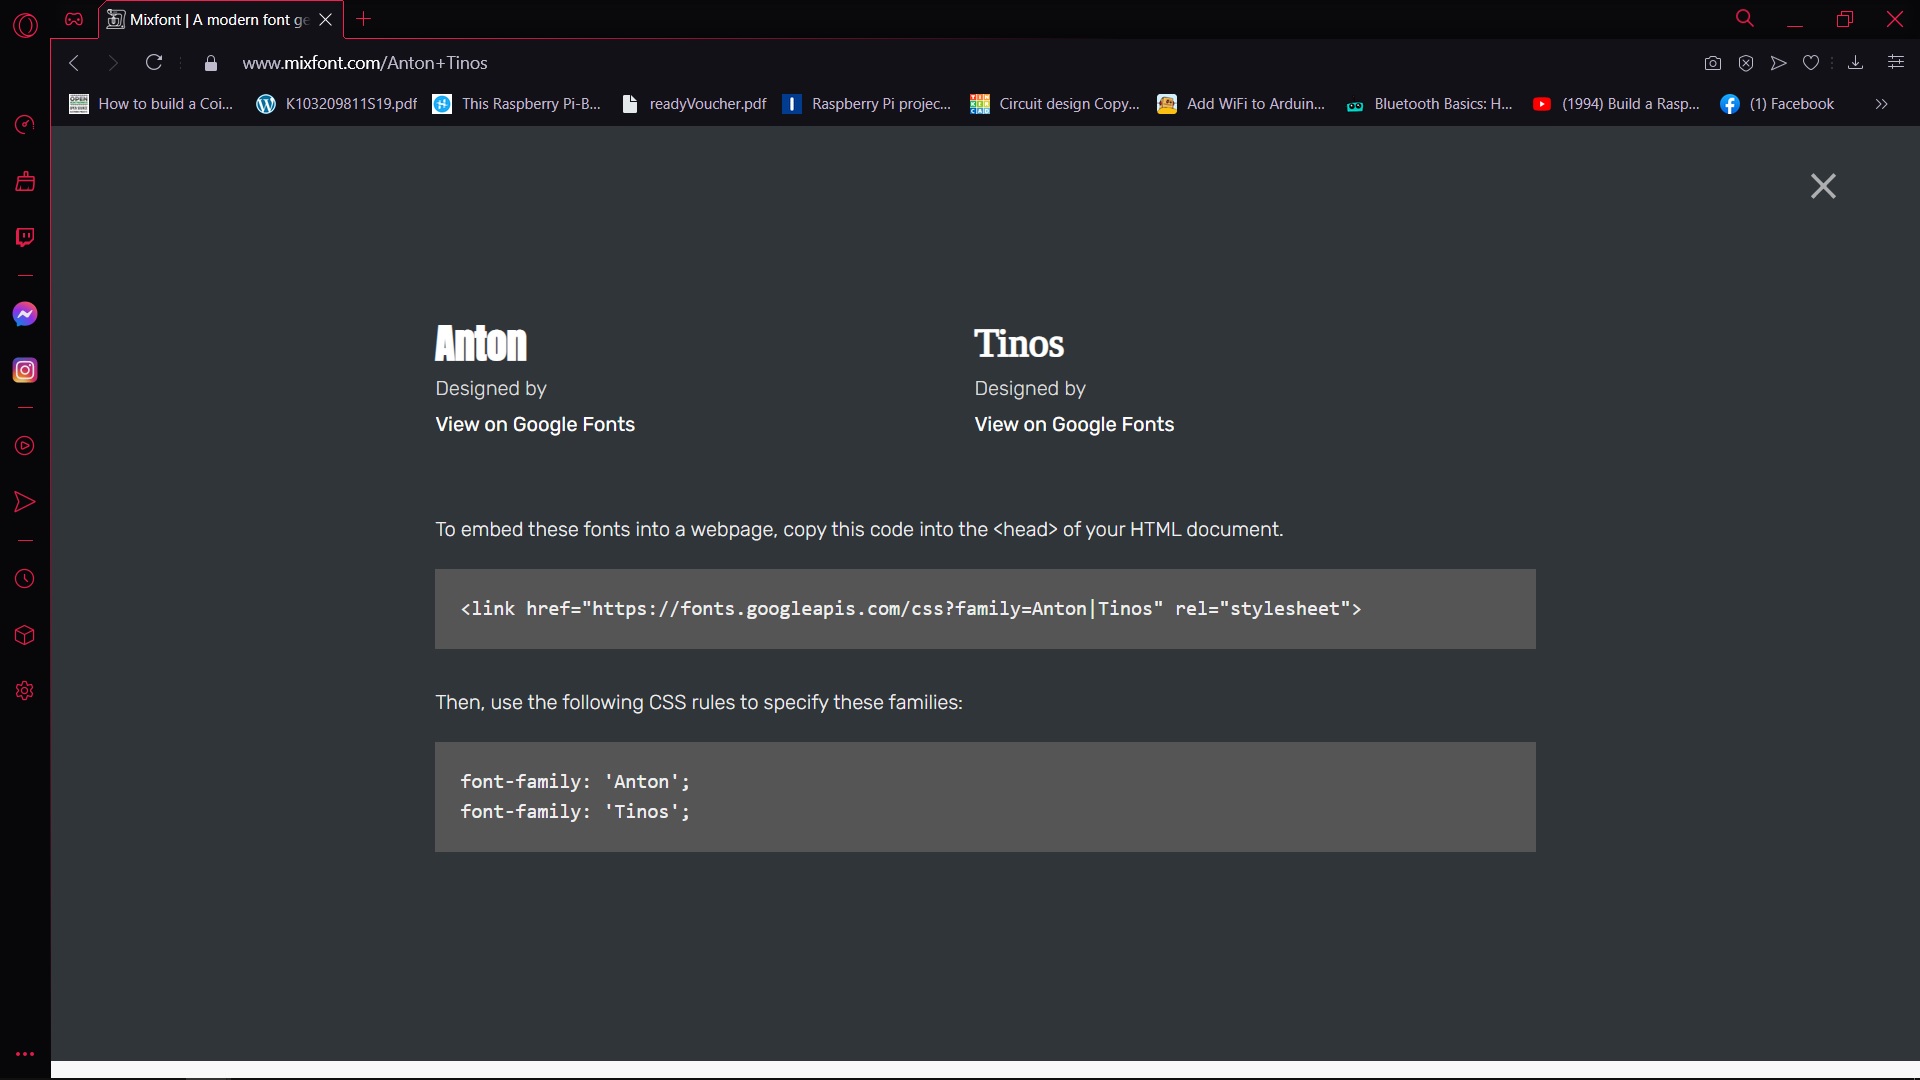 Mixfont | A modern font ge
www.mixfont.com/Anton+Tinos
How to build a Coi...
K103209811S19.pdf
This Raspberry Pi-B...
readyVoucher.pdf
Raspberry Pi projec...
Circuit design Copy...
Add WiFi to Arduin...
Bluetooth Basics: H...
(1994) Build a Rasp...
(1) Facebook
Anton
Designed by
View on Google Fonts
Tinos
Designed by
View on Google Fonts
To embed these fonts into a webpage, copy this code into the <head> of your HTML document.
<link href="https://fonts.googleapis.com/css?family=Anton|Tinos" rel="stylesheet">
Then, use the following CSS rules to specify these families:
font-family: 'Anton';
font-family: 'Tinos';